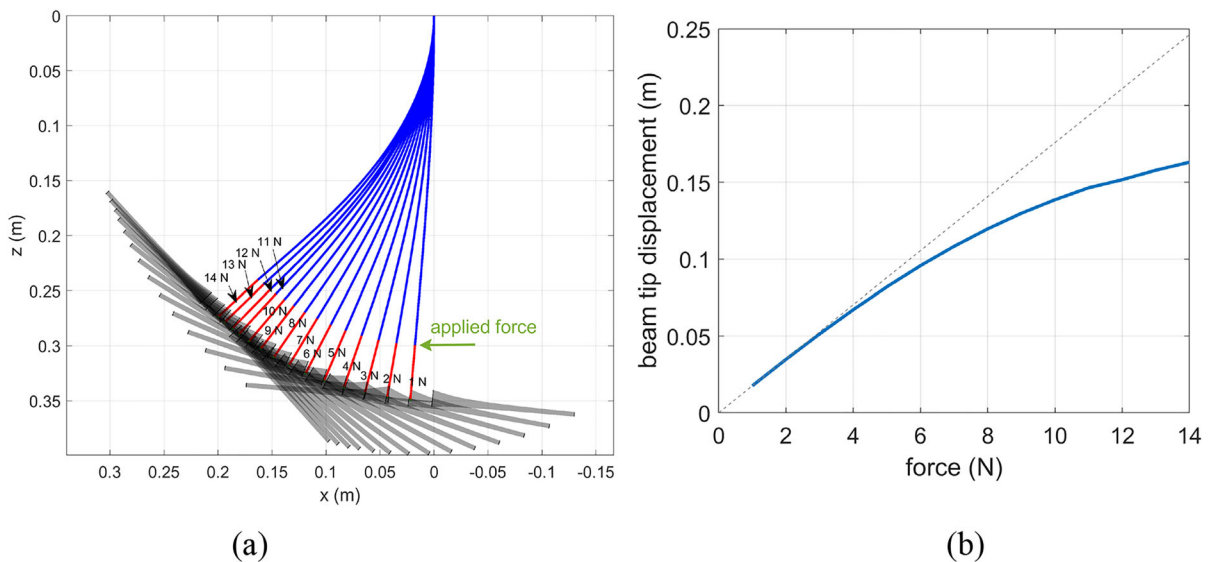 0
0.05
0.1
0.15
0.2
0.25
0.3
0.35
z (m)
11 N
12 N
13 N
14 N
10 N
8 N
9 N
7 N
6 N
5 N
4 N
3 N
2 N
1 N
applied force
0.3 0.25 0.2 0.15 0.1 0.05 0 -0.05 -0.1 -0.15
x (m)
(a)
0.25
0.2
0.15
0.1
0.05
0
beam tip displacement (m)
0 2 4 6 8 10 12 14
force (N)
(b)